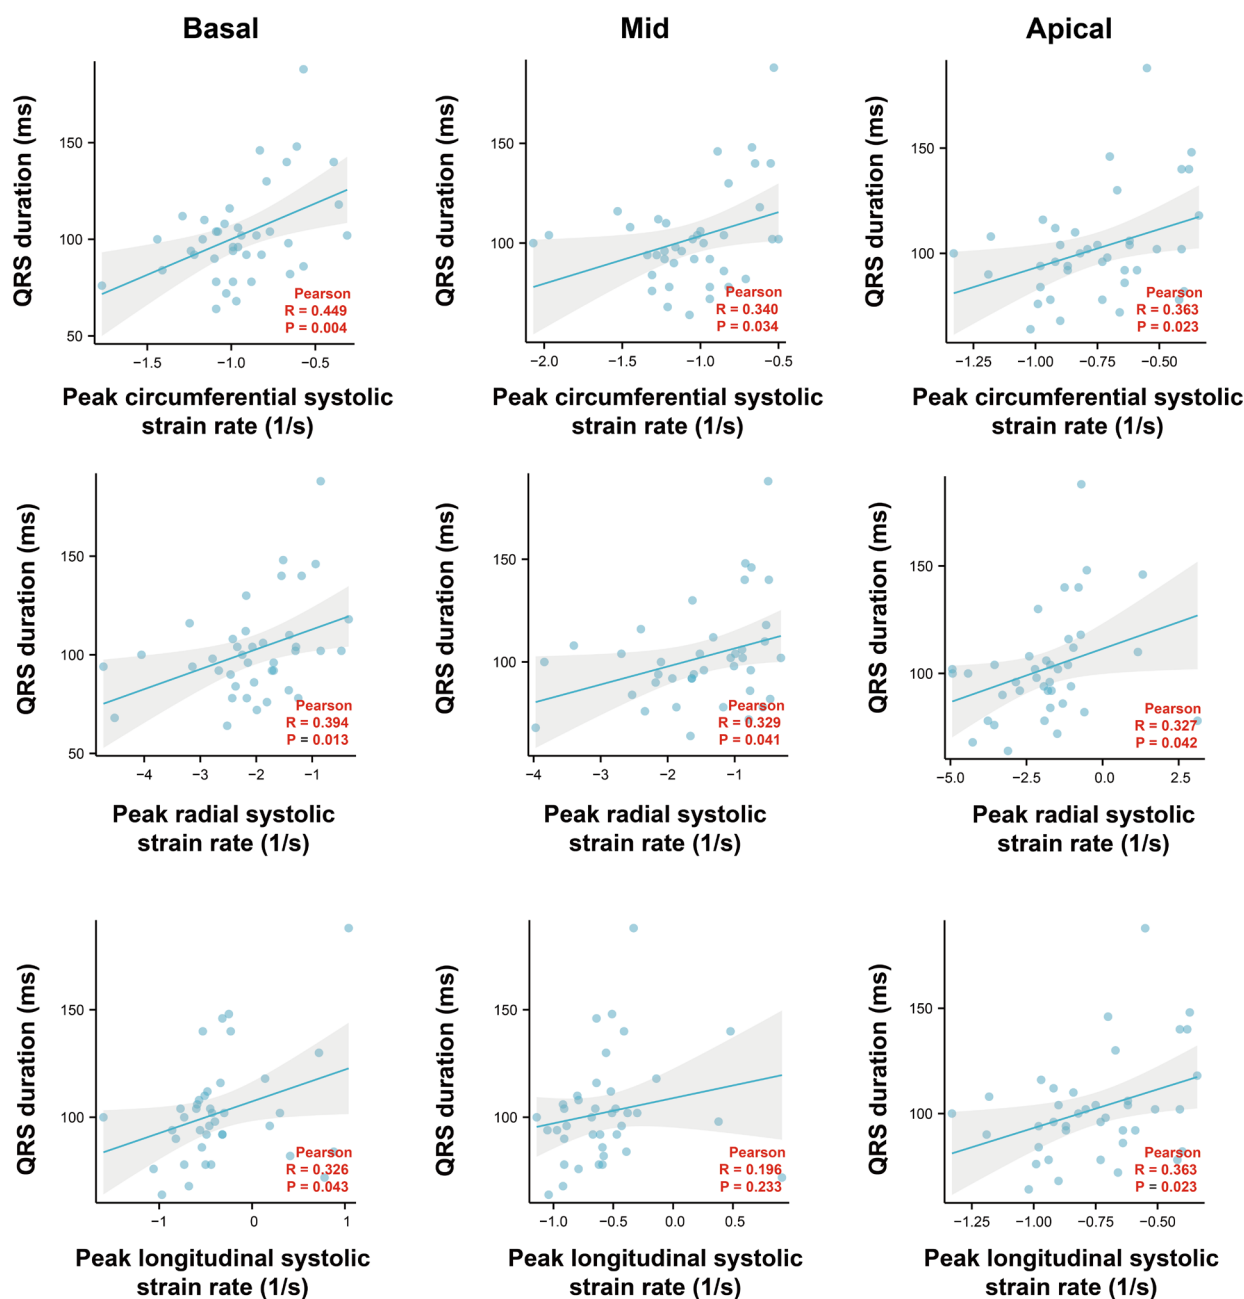 Basal
Mid
Apical
QRS duration (ms)
150
100
50
Pearson
R = 0.449
P = 0.004
−1.5
−1.0
−0.5
Peak circumferential systolic
strain rate (1/s)
QRS duration (ms)
150
100
Pearson
R = 0.340
P = 0.034
−2.0
−1.5
−1.0
−0.5
Peak circumferential systolic
strain rate (1/s)
QRS duration (ms)
150
100
Pearson
R = 0.363
P = 0.023
−1.25
−1.00
−0.75
−0.50
Peak circumferential systolic
strain rate (1/s)
QRS duration (ms)
150
100
50
Pearson
R = 0.394
P = 0.013
−4
−3
−2
−1
Peak radial systolic
strain rate (1/s)
QRS duration (ms)
150
100
Pearson
R = 0.329
P = 0.041
−4
−3
−2
−1
Peak radial systolic
strain rate (1/s)
QRS duration (ms)
150
100
Pearson
R = 0.327
P = 0.042
−5.0
−2.5
0.0
2.5
Peak radial systolic
strain rate (1/s)
QRS duration (ms)
150
100
Pearson
R = 0.326
P = 0.043
−1
0
1
Peak longitudinal systolic
strain rate (1/s)
QRS duration (ms)
150
100
Pearson
R = 0.196
P = 0.233
−1.0
−0.5
0.0
0.5
Peak longitudinal systolic
strain rate (1/s)
QRS duration (ms)
150
100
Pearson
R = 0.363
P = 0.023
−1.25
−1.00
−0.75
−0.50
Peak longitudinal systolic
strain rate (1/s)